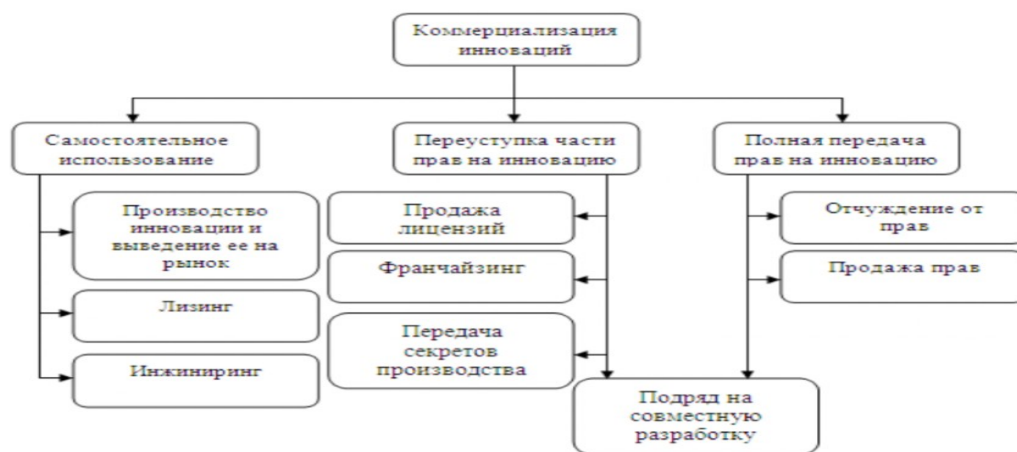 Коммерциализация
инноваций
Самостоятельное
использование
Переуступка части
прав на инновацию
Полная передача
прав на инновацию
Производство
инновации и
выведение ее на
рынок
Лизинг
Инжиниринг
Продажа
лицензий
Франчайзинг
Передача
секретов
производства
Отчуждение от
прав
Продажа прав
Подряд на
совместную
разработку